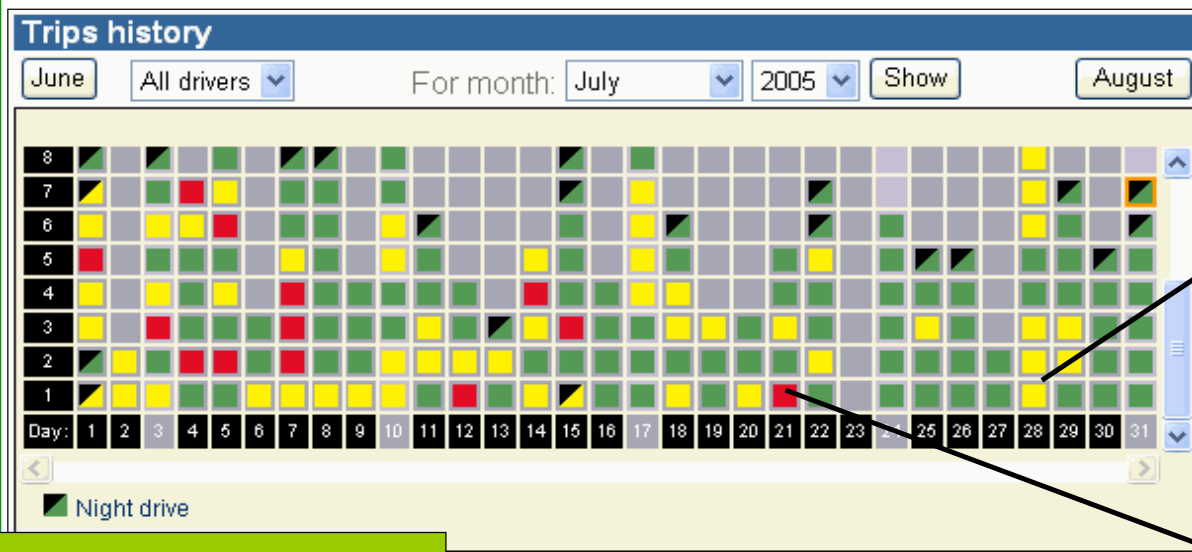 Trips history
June All drivers For month: July 2005 Show August
8
7
6
5
4
3
2
1
Day: 1 2 3 4 5 6 7 8 9 10 11 12 13 14 15 16 17 18 19 20 21 22 23 24 25 26 27 28 29 30 31
Night drive